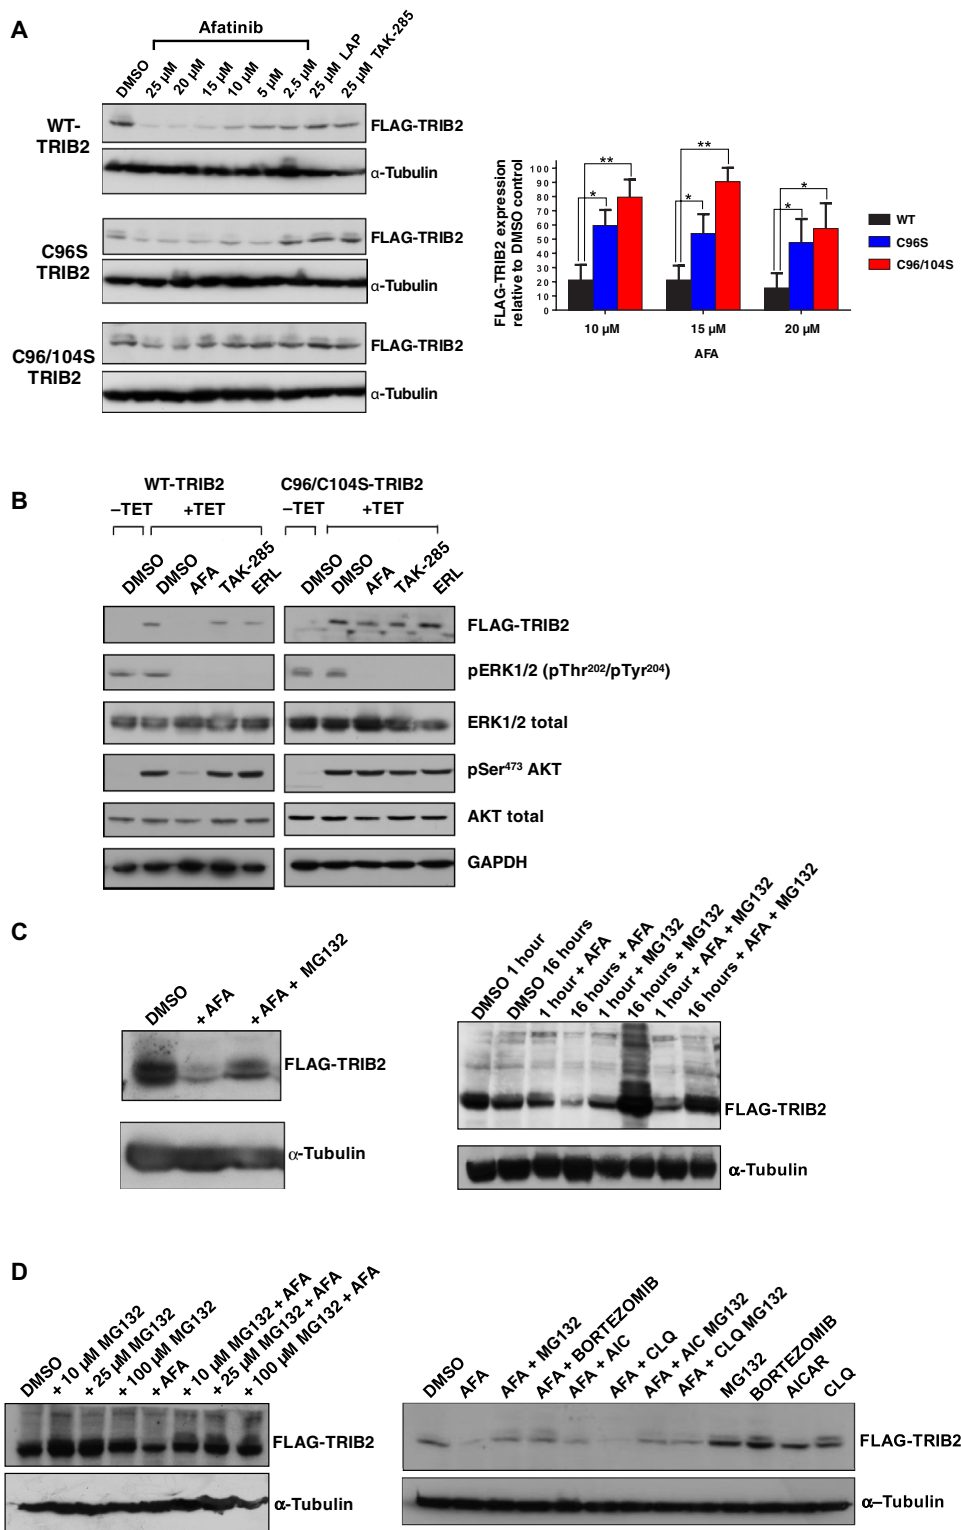 A
Afatinib
DMSO
25 µM
20 µM
15 µM
10 µM
5 µM
2.5 µM
25 µM LAP
25 µM TAK-285
WT-
TRIB2
FLAG-TRIB2
α-Tubulin
C96S
TRIB2
FLAG-TRIB2
α-Tubulin
C96/104S
TRIB2
FLAG-TRIB2
α-Tubulin
FLAG-TRIB2 expression
relative to DMSO control
100
90
80
70
60
50
40
30
20
10
0
*
**
*
**
*
*
10 µM
15 µM
20 µM
AFA
WT
C96S
C96/104S
B
WT-TRIB2
C96/C104S-TRIB2
–TET
+TET
–TET
+TET
DMSO
DMSO
AFA
TAK-285
ERL
DMSO
DMSO
AFA
TAK-285
ERL
FLAG-TRIB2
pERK1/2 (pThr²⁰²/pTyr²⁰⁴)
ERK1/2 total
pSer⁴⁷³ AKT
AKT total
GAPDH
C
DMSO
+ AFA
+ AFA + MG132
FLAG-TRIB2
α-Tubulin
DMSO 1 hour
DMSO 16 hours
1 hour + AFA
16 hours + AFA
1 hour + MG132
16 hours + MG132
1 hour + AFA + MG132
16 hours + AFA + MG132
FLAG-TRIB2
α-Tubulin
D
DMSO
+ 10 µM MG132
+ 25 µM MG132
+ 100 µM MG132
+ AFA
+ 10 µM MG132 + AFA
+ 25 µM MG132 + AFA
+ 100 µM MG132 + AFA
FLAG-TRIB2
α-Tubulin
DMSO
AFA
AFA + MG132
AFA + BORTEZOMIB
AFA + AIC
AFA + CLQ
AFA + AIC MG132
AFA + CLQ MG132
MG132
BORTEZOMIB
AICAR
CLQ
FLAG-TRIB2
α–Tubulin